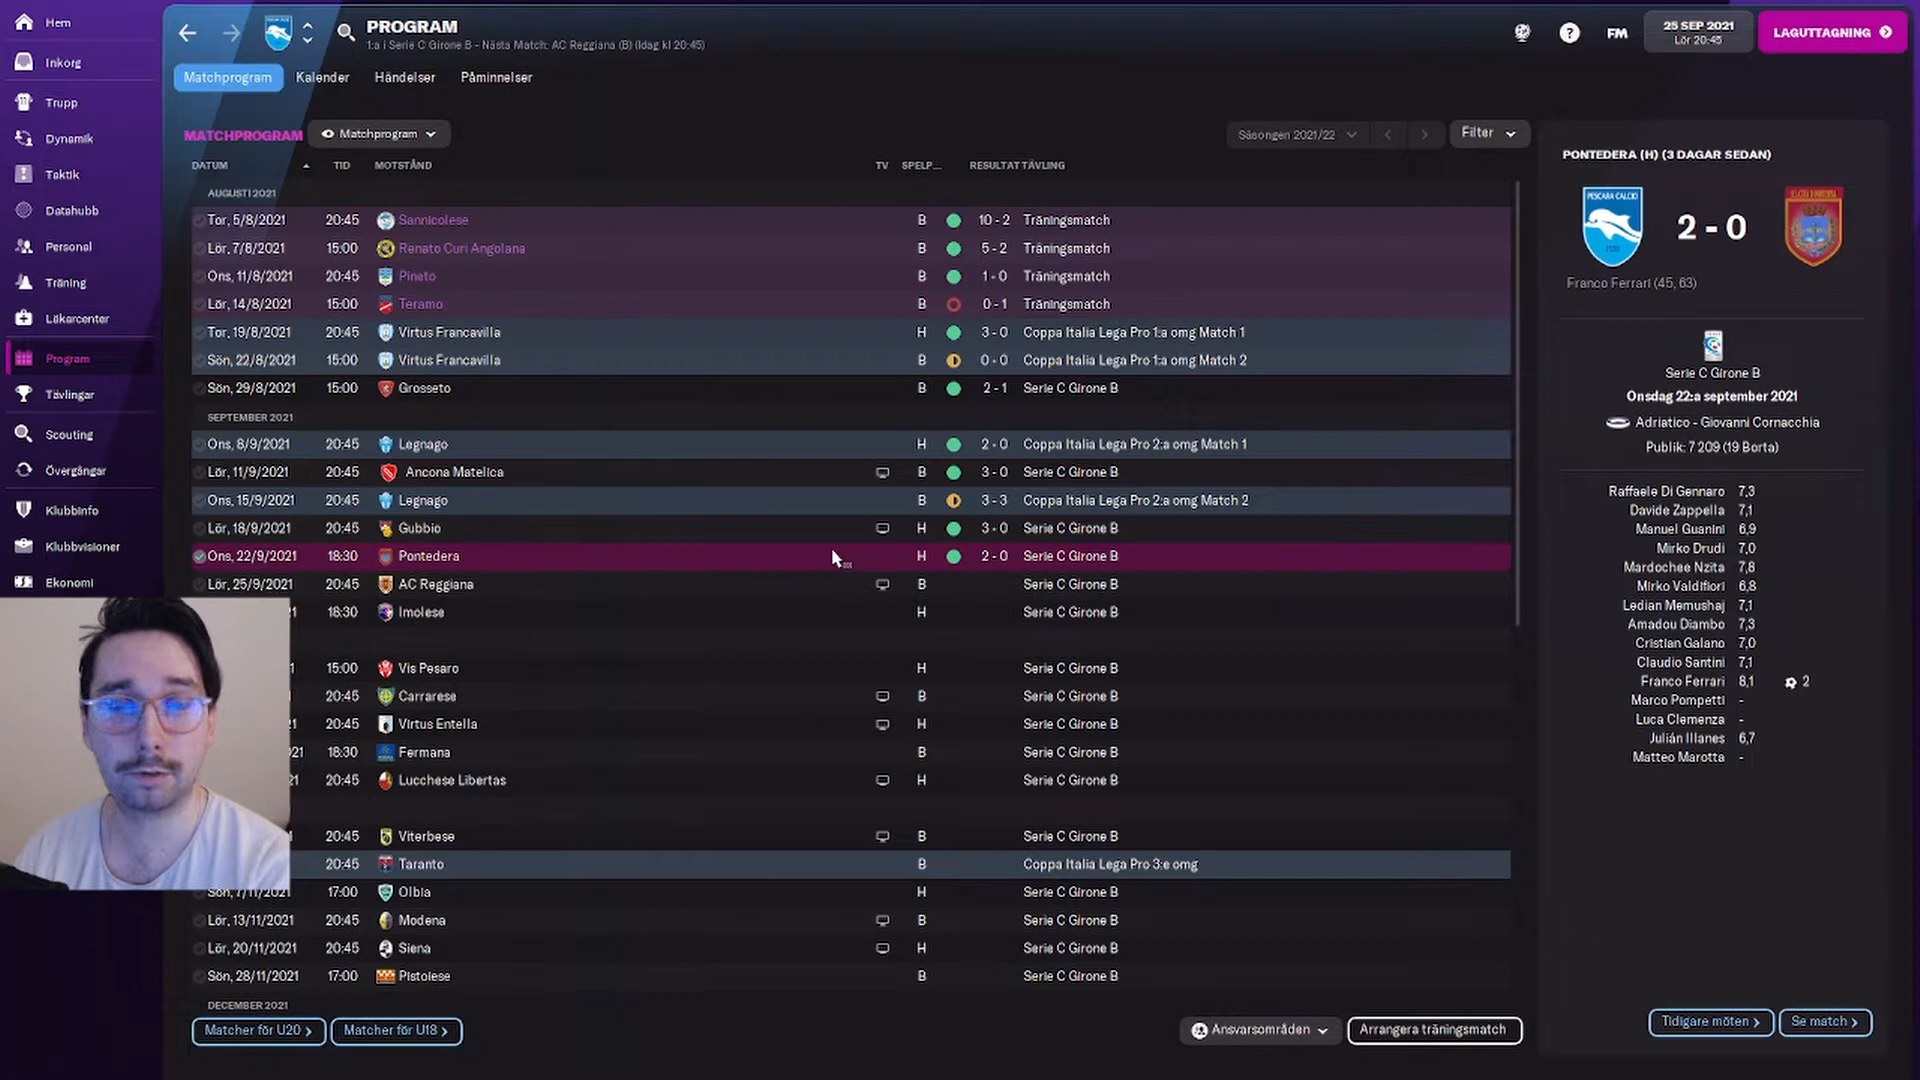 Hem
Inkorg
Trupp
Dynamik
Taktik
Datahubb
Personal
Träning
Läkarcenter
Program
Tävlingar
Scouting
Övergångar
Klubbinfo
Klubbvisioner
Ekonomi
PROGRAM
1:a i Serie C Girone B - Nästa Match: AC Reggiana (B) (Idag kl 20:45)
FM
25 SEP 2021
Lör 20:45
LAGUTTAGNING
Matchprogram Kalender Händelser Påminnelser
MATCHPROGRAM Matchprogram
Säsongen 2021/22 Filter
DATUM TID MOTSTÅND TV SPELP... RESULTAT TÄVLING
AUGUSTI 2021
Tor, 5/8/2021 20:45 Sannicolese B 10 - 2 Träningsmatch
Lör, 7/8/2021 15:00 Renato Curi Angolana B 5 - 2 Träningsmatch
Ons, 11/8/2021 20:45 Pineto B 1 - 0 Träningsmatch
Lör, 14/8/2021 15:00 Teramo B 0 - 1 Träningsmatch
Tor, 19/8/2021 20:45 Virtus Francavilla H 3 - 0 Coppa Italia Lega Pro 1:a omg Match 1
Sön, 22/8/2021 15:00 Virtus Francavilla B 0 - 0 Coppa Italia Lega Pro 1:a omg Match 2
Sön, 29/8/2021 15:00 Grosseto B 2 - 1 Serie C Girone B
SEPTEMBER 2021
Ons, 8/9/2021 20:45 Legnago H 2 - 0 Coppa Italia Lega Pro 2:a omg Match 1
Lör, 11/9/2021 20:45 Ancona Matelica B 3 - 0 Serie C Girone B
Ons, 15/9/2021 20:45 Legnago B 3 - 3 Coppa Italia Lega Pro 2:a omg Match 2
Lör, 18/9/2021 20:45 Gubbio H 3 - 0 Serie C Girone B
Ons, 22/9/2021 18:30 Pontedera H 2 - 0 Serie C Girone B
Lör, 25/9/2021 20:45 AC Reggiana B Serie C Girone B
18:30 Imolese H Serie C Girone B
15:00 Vis Pesaro H Serie C Girone B
20:45 Carrarese B Serie C Girone B
20:45 Virtus Entella H Serie C Girone B
18:30 Fermana B Serie C Girone B
20:45 Lucchese Libertas H Serie C Girone B
20:45 Viterbese B Serie C Girone B
20:45 Taranto B Coppa Italia Lega Pro 3:e omg
Sön, 7/11/2021 17:00 Olbia H Serie C Girone B
Lör, 13/11/2021 20:45 Modena B Serie C Girone B
Lör, 20/11/2021 20:45 Siena H Serie C Girone B
Sön, 28/11/2021 17:00 Pistoiese B Serie C Girone B
DECEMBER 2021
Matcher för U20 Matcher för U18
Ansvarsområden Arrangera träningsmatch
PONTEDERA (H) (3 DAGAR SEDAN)
PESCARA CALCIO
2 - 0
Franco Ferrari (45, 63)
Serie C Girone B
Onsdag 22:a september 2021
Adriatico - Giovanni Cornacchia
Publik: 7 209 (19 Borta)
Raffaele Di Gennaro 7,3
Davide Zappella 7,1
Manuel Guanini 6,9
Mirko Drudi 7,0
Mardochee Nzita 7,8
Mirko Valdifiori 6,8
Ledian Memushaj 7,1
Amadou Diambo 7,3
Cristian Galano 7,0
Claudio Santini 7,1
Franco Ferrari 8,1 2
Marco Pompetti -
Luca Clemenza -
Julián Illanes 6,7
Matteo Marotta -
Tidigare möten Se match